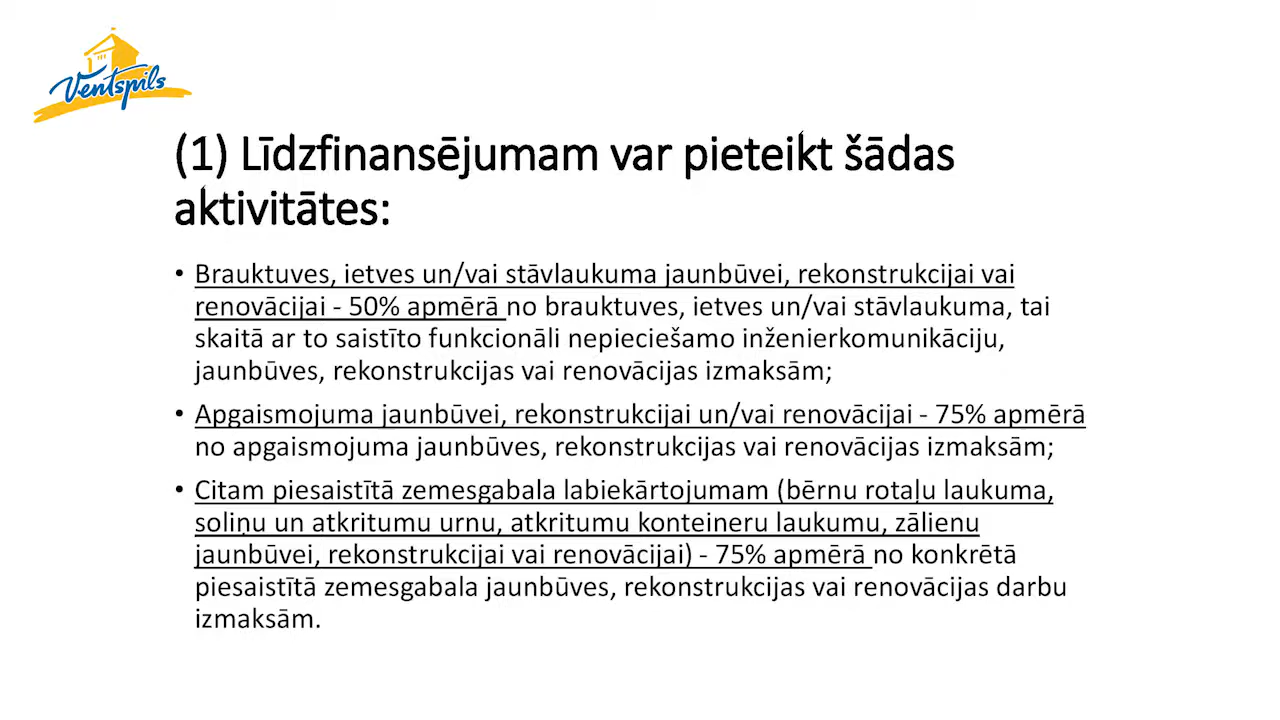 Ventspils
(1) Līdzfinansējumam var pieteikt šādas
aktivitātes:
• Brauktuves, ietves un/vai stāvlaukuma jaunbūvei, rekonstrukcijai vai
renovācijai - 50% apmērā no brauktuves, ietves un/vai stāvlaukuma, tai
skaitā ar to saistīto funkcionāli nepieciešamo inženierkomunikāciju,
jaunbūves, rekonstrukcijas vai renovācijas izmaksām;
• Apgaismojuma jaunbūvei, rekonstrukcijai un/vai renovācijai - 75% apmērā
no apgaismojuma jaunbūves, rekonstrukcijas vai renovācijas izmaksām;
• Citam piesaistītā zemesgabala labiekārtojumam (bērnu rotaļu laukuma,
soliņu un atkritumu urnu, atkritumu konteineru laukumu, zālienu
jaunbūvei, rekonstrukcijai vai renovācijai) - 75% apmērā no konkrētā
piesaistītā zemesgabala jaunbūves, rekonstrukcijas vai renovācijas darbu
izmaksām.